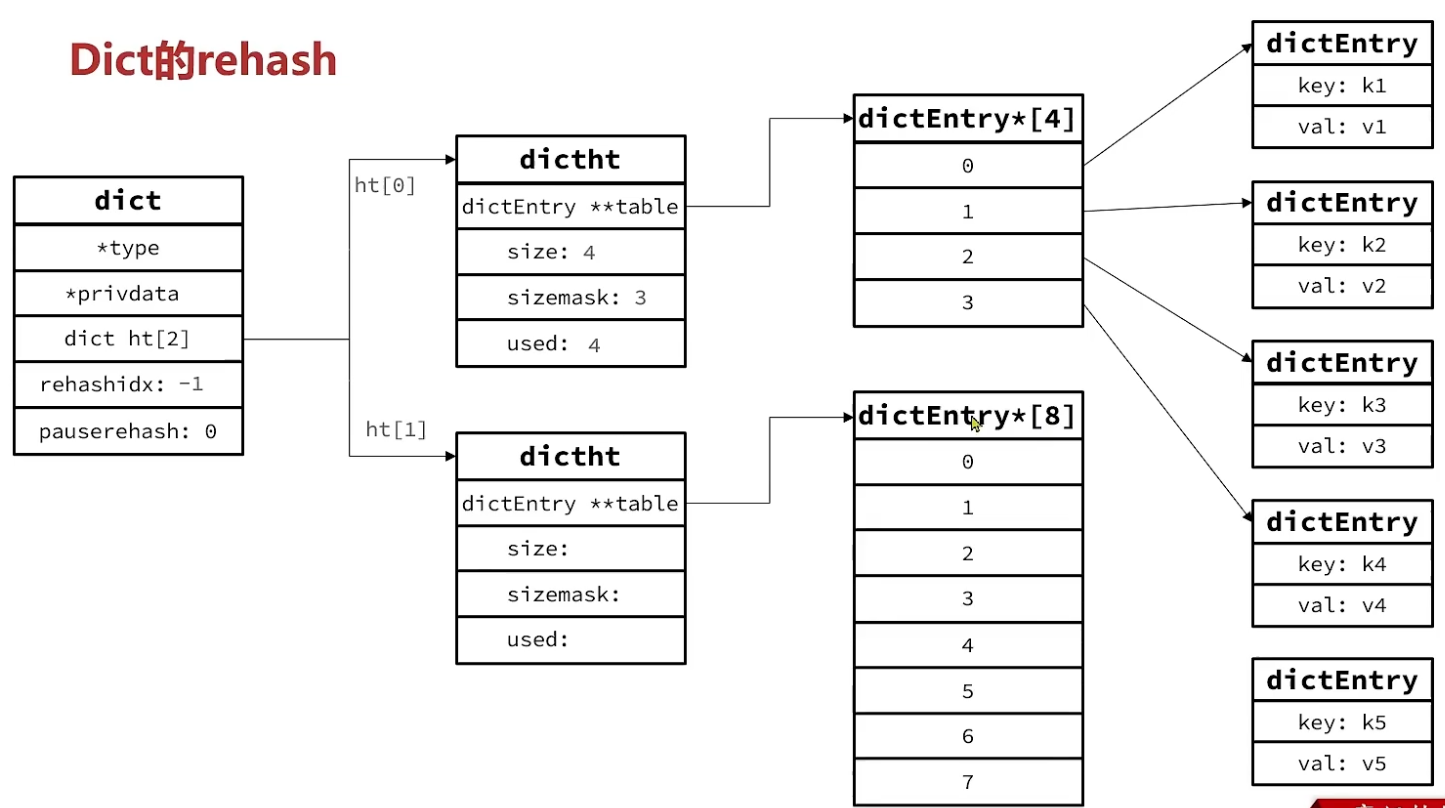 Dict的rehash
dict
*type
*privdata
dict ht[2]
rehashidx: -1
pauserehash: 0
ht[0]
dictht
dictEntry **table
size: 4
sizemask: 3
used: 4
ht[1]
dictht
dictEntry **table
size:
sizemask:
used:
dictEntry*[4]
0
1
2
3
dictEntry*[8]
0
1
2
3
4
5
6
7
dictEntry
key: k1
val: v1
dictEntry
key: k2
val: v2
dictEntry
key: k3
val: v3
dictEntry
key: k4
val: v4
dictEntry
key: k5
val: v5